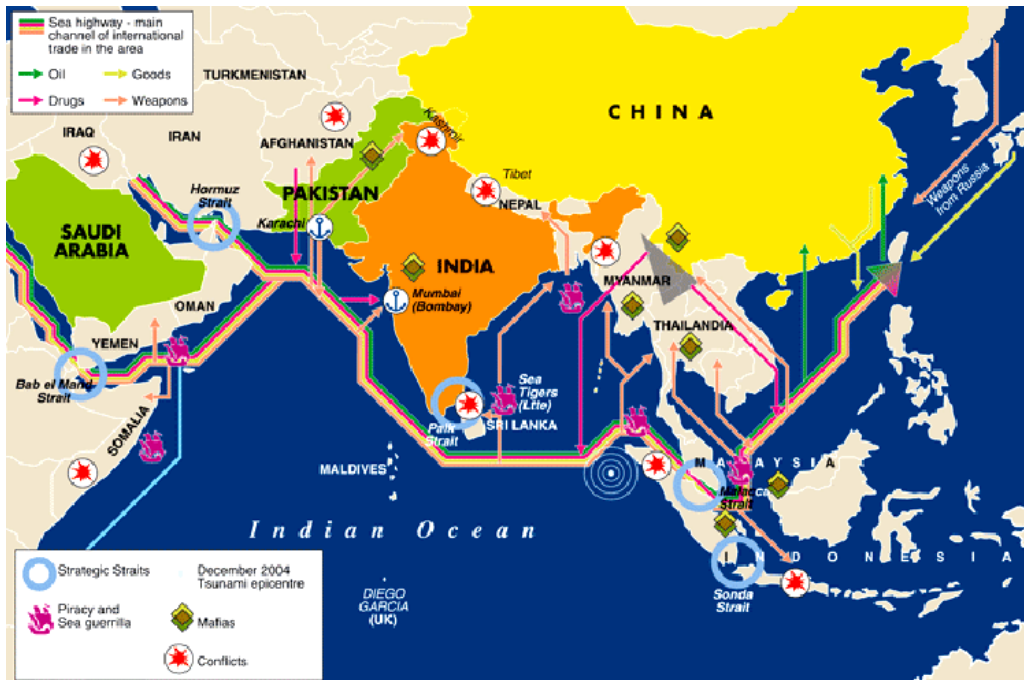 Sea highway - main
channel of international
trade in the area
Oil
Goods
Drugs
Weapons
TURKMENISTAN
CHINA
IRAQ
IRAN
AFGHANISTAN
Kashmir
Tibet
Hormuz
Strait
PAKISTAN
NEPAL
Weapons
from Russia
Karachi
SAUDI
ARABIA
INDIA
MYANMAR
OMAN
Mumbai
(Bombay)
THAILANDIA
YEMEN
Bab el Mand
Strait
Sea
Tigers
(Ltte)
SOMALIA
Palk
Strait
SRI LANKA
MALDIVES
MALAYSIA
Malacca
Strait
Indian Ocean
INDONESIA
Sonda
Strait
DIEGO
GARCIA
(UK)
Strategic Straits
December 2004
Tsunami epicentre
Piracy and
Sea guerrilla
Mafias
Conflicts